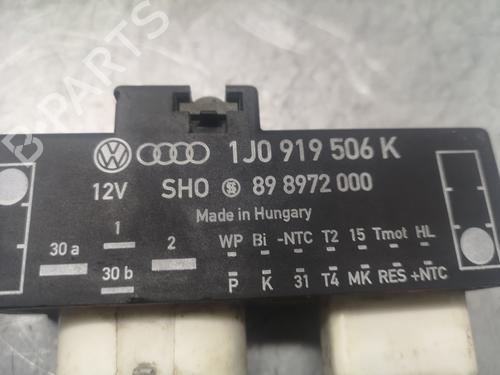 B-PARTS
1J0 919 506 K
12V SHO 89 8972 000
Made in Hungary
1
30 a 2
30 b
WP Bi -NTC T2 15 Tmot HL
P K 31 T4 MK RES +NTC